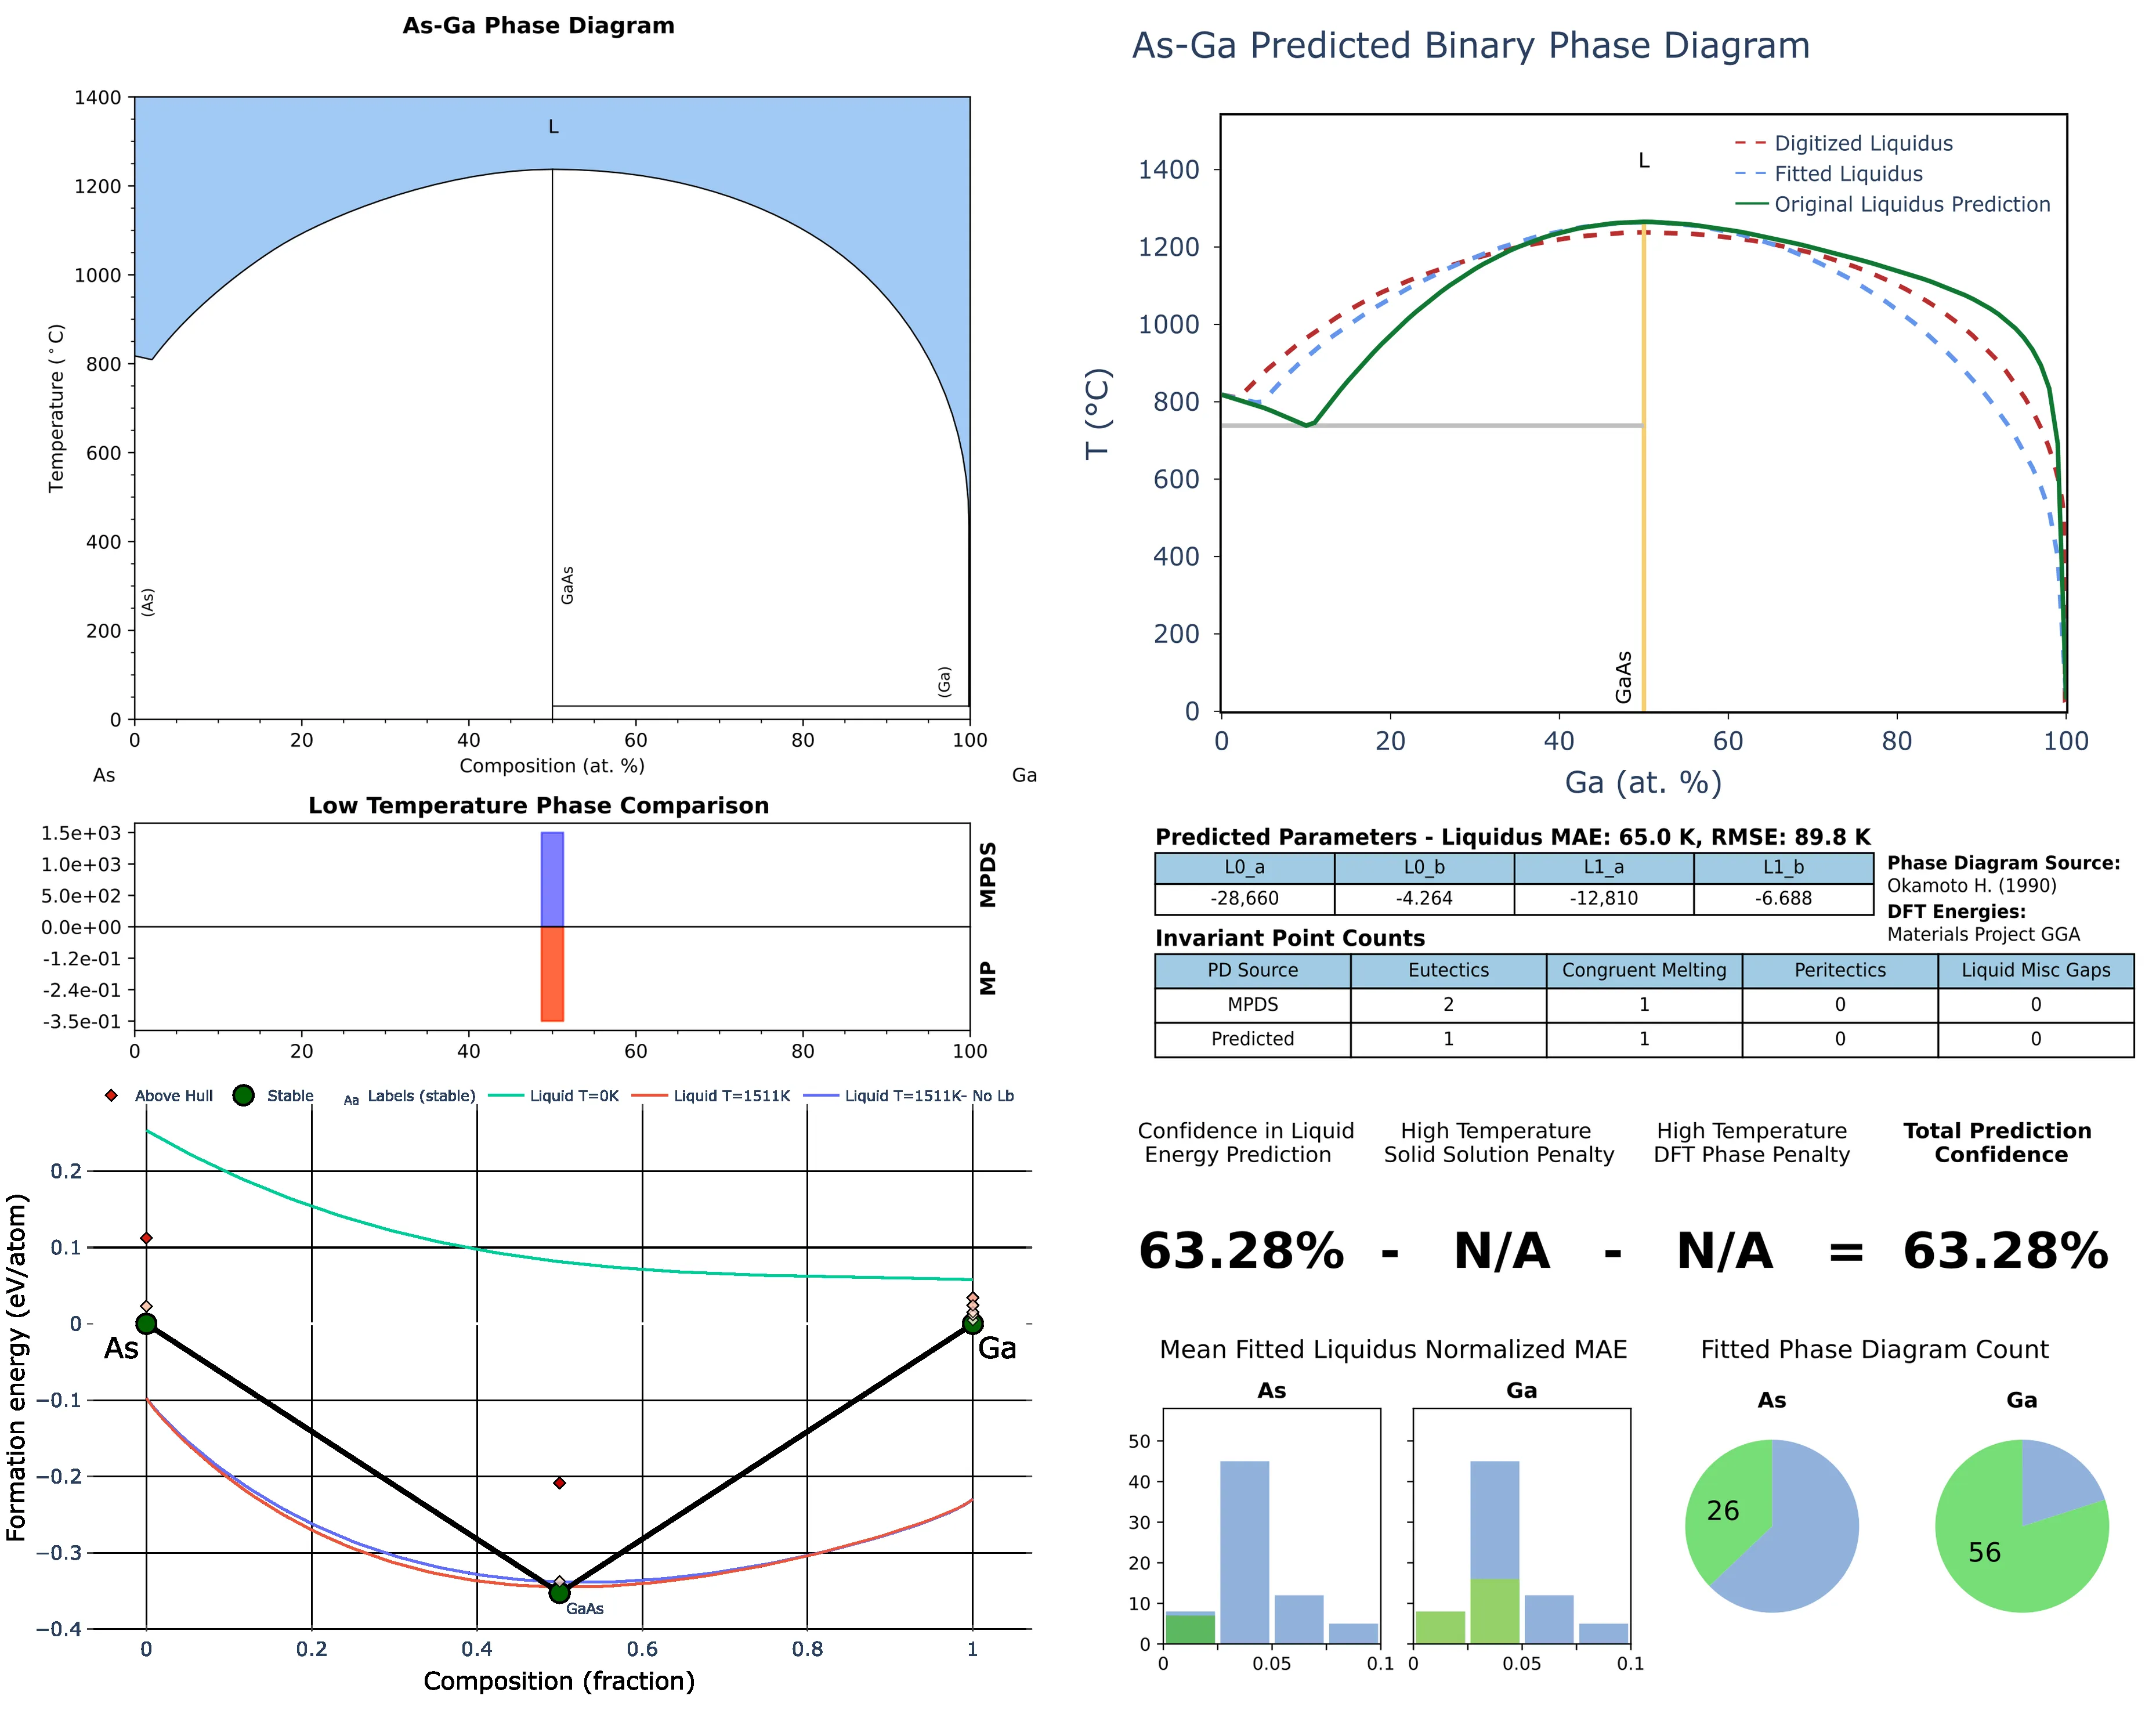 As-Ga Phase Diagram
1400
1200
1000
800
600
400
200
0
Temperature (°C)
L
(As)
GaAs
(Ga)
0 20 40 60 80 100
Composition (at. %)
As Ga
As-Ga Predicted Binary Phase Diagram
1400
1200
1000
800
600
400
200
0
T (°C)
L
Digitized Liquidus
Fitted Liquidus
Original Liquidus Prediction
GaAs
0 20 40 60 80 100
Ga (at. %)
Low Temperature Phase Comparison
1.5e+03
1.0e+03
5.0e+02
0.0e+00
-1.2e-01
-2.4e-01
-3.5e-01
MPDS
MP
0 20 40 60 80 100
Predicted Parameters - Liquidus MAE: 65.0 K, RMSE: 89.8 K
L0_a L0_b L1_a L1_b
-28,660 -4.264 -12,810 -6.688
Phase Diagram Source:
Okamoto H. (1990)
DFT Energies:
Materials Project GGA
Invariant Point Counts
PD Source Eutectics Congruent Melting Peritectics Liquid Misc Gaps
MPDS 2 1 0 0
Predicted 1 1 0 0
Above Hull Stable Aa Labels (stable) Liquid T=0K Liquid T=1511K Liquid T=1511K- No Lb
0.2
0.1
0
−0.1
−0.2
−0.3
−0.4
Formation energy (eV/atom)
As
Ga
GaAs
0 0.2 0.4 0.6 0.8 1
Composition (fraction)
Confidence in Liquid
Energy Prediction
High Temperature
Solid Solution Penalty
High Temperature
DFT Phase Penalty
Total Prediction
Confidence
63.28% - N/A - N/A = 63.28%
Mean Fitted Liquidus Normalized MAE
As Ga
50
40
30
20
10
0
0 0.05 0.1 0 0.05 0.1
Fitted Phase Diagram Count
As Ga
26
56